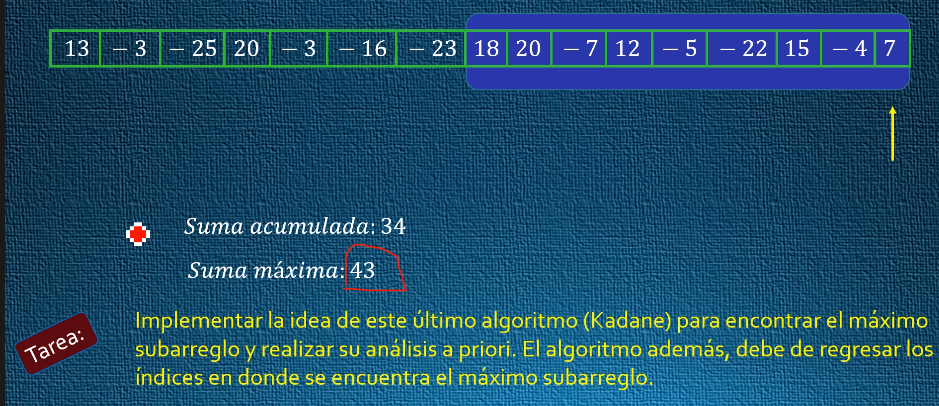 13 − 3 − 25 20 − 3 − 16 − 23 18 20 − 7 12 − 5 − 22 15 − 4 7
Suma acumulada: 34
Suma máxima: 43
Tarea:
Implementar la idea de este último algoritmo (Kadane) para encontrar el máximo
subarreglo y realizar su análisis a priori. El algoritmo además, debe de regresar los
índices en donde se encuentra el máximo subarreglo.